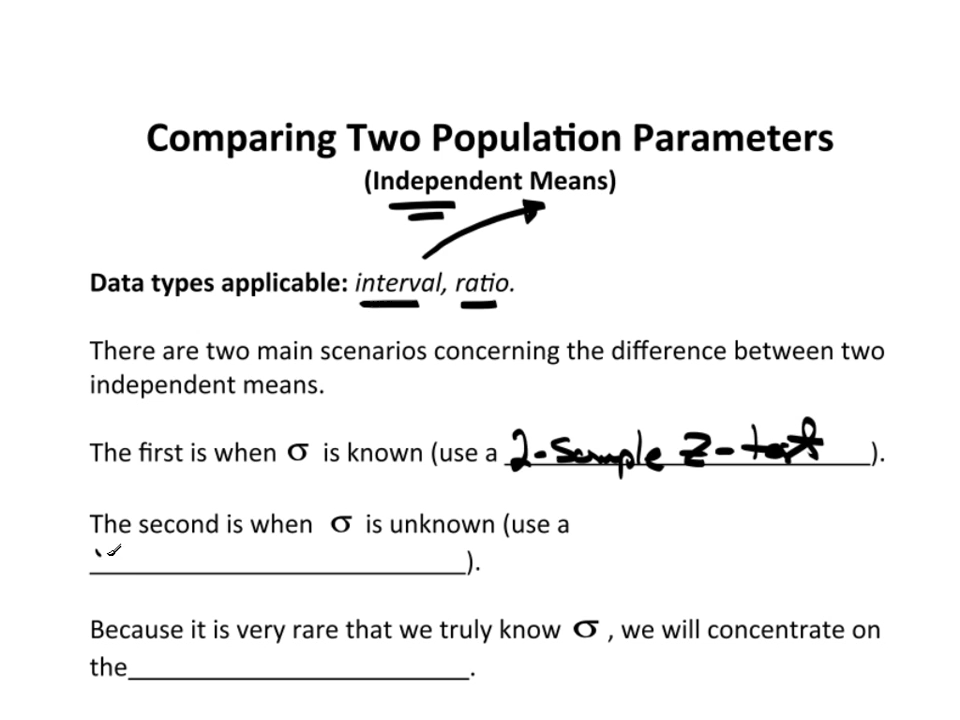 Comparing Two Population Parameters
(Independent Means)
Data types applicable: interval, ratio.
There are two main scenarios concerning the difference between two
independent means.
The first is when σ is known (use a 2-sample z-test).
The second is when σ is unknown (use a
).
Because it is very rare that we truly know σ, we will concentrate on
the .